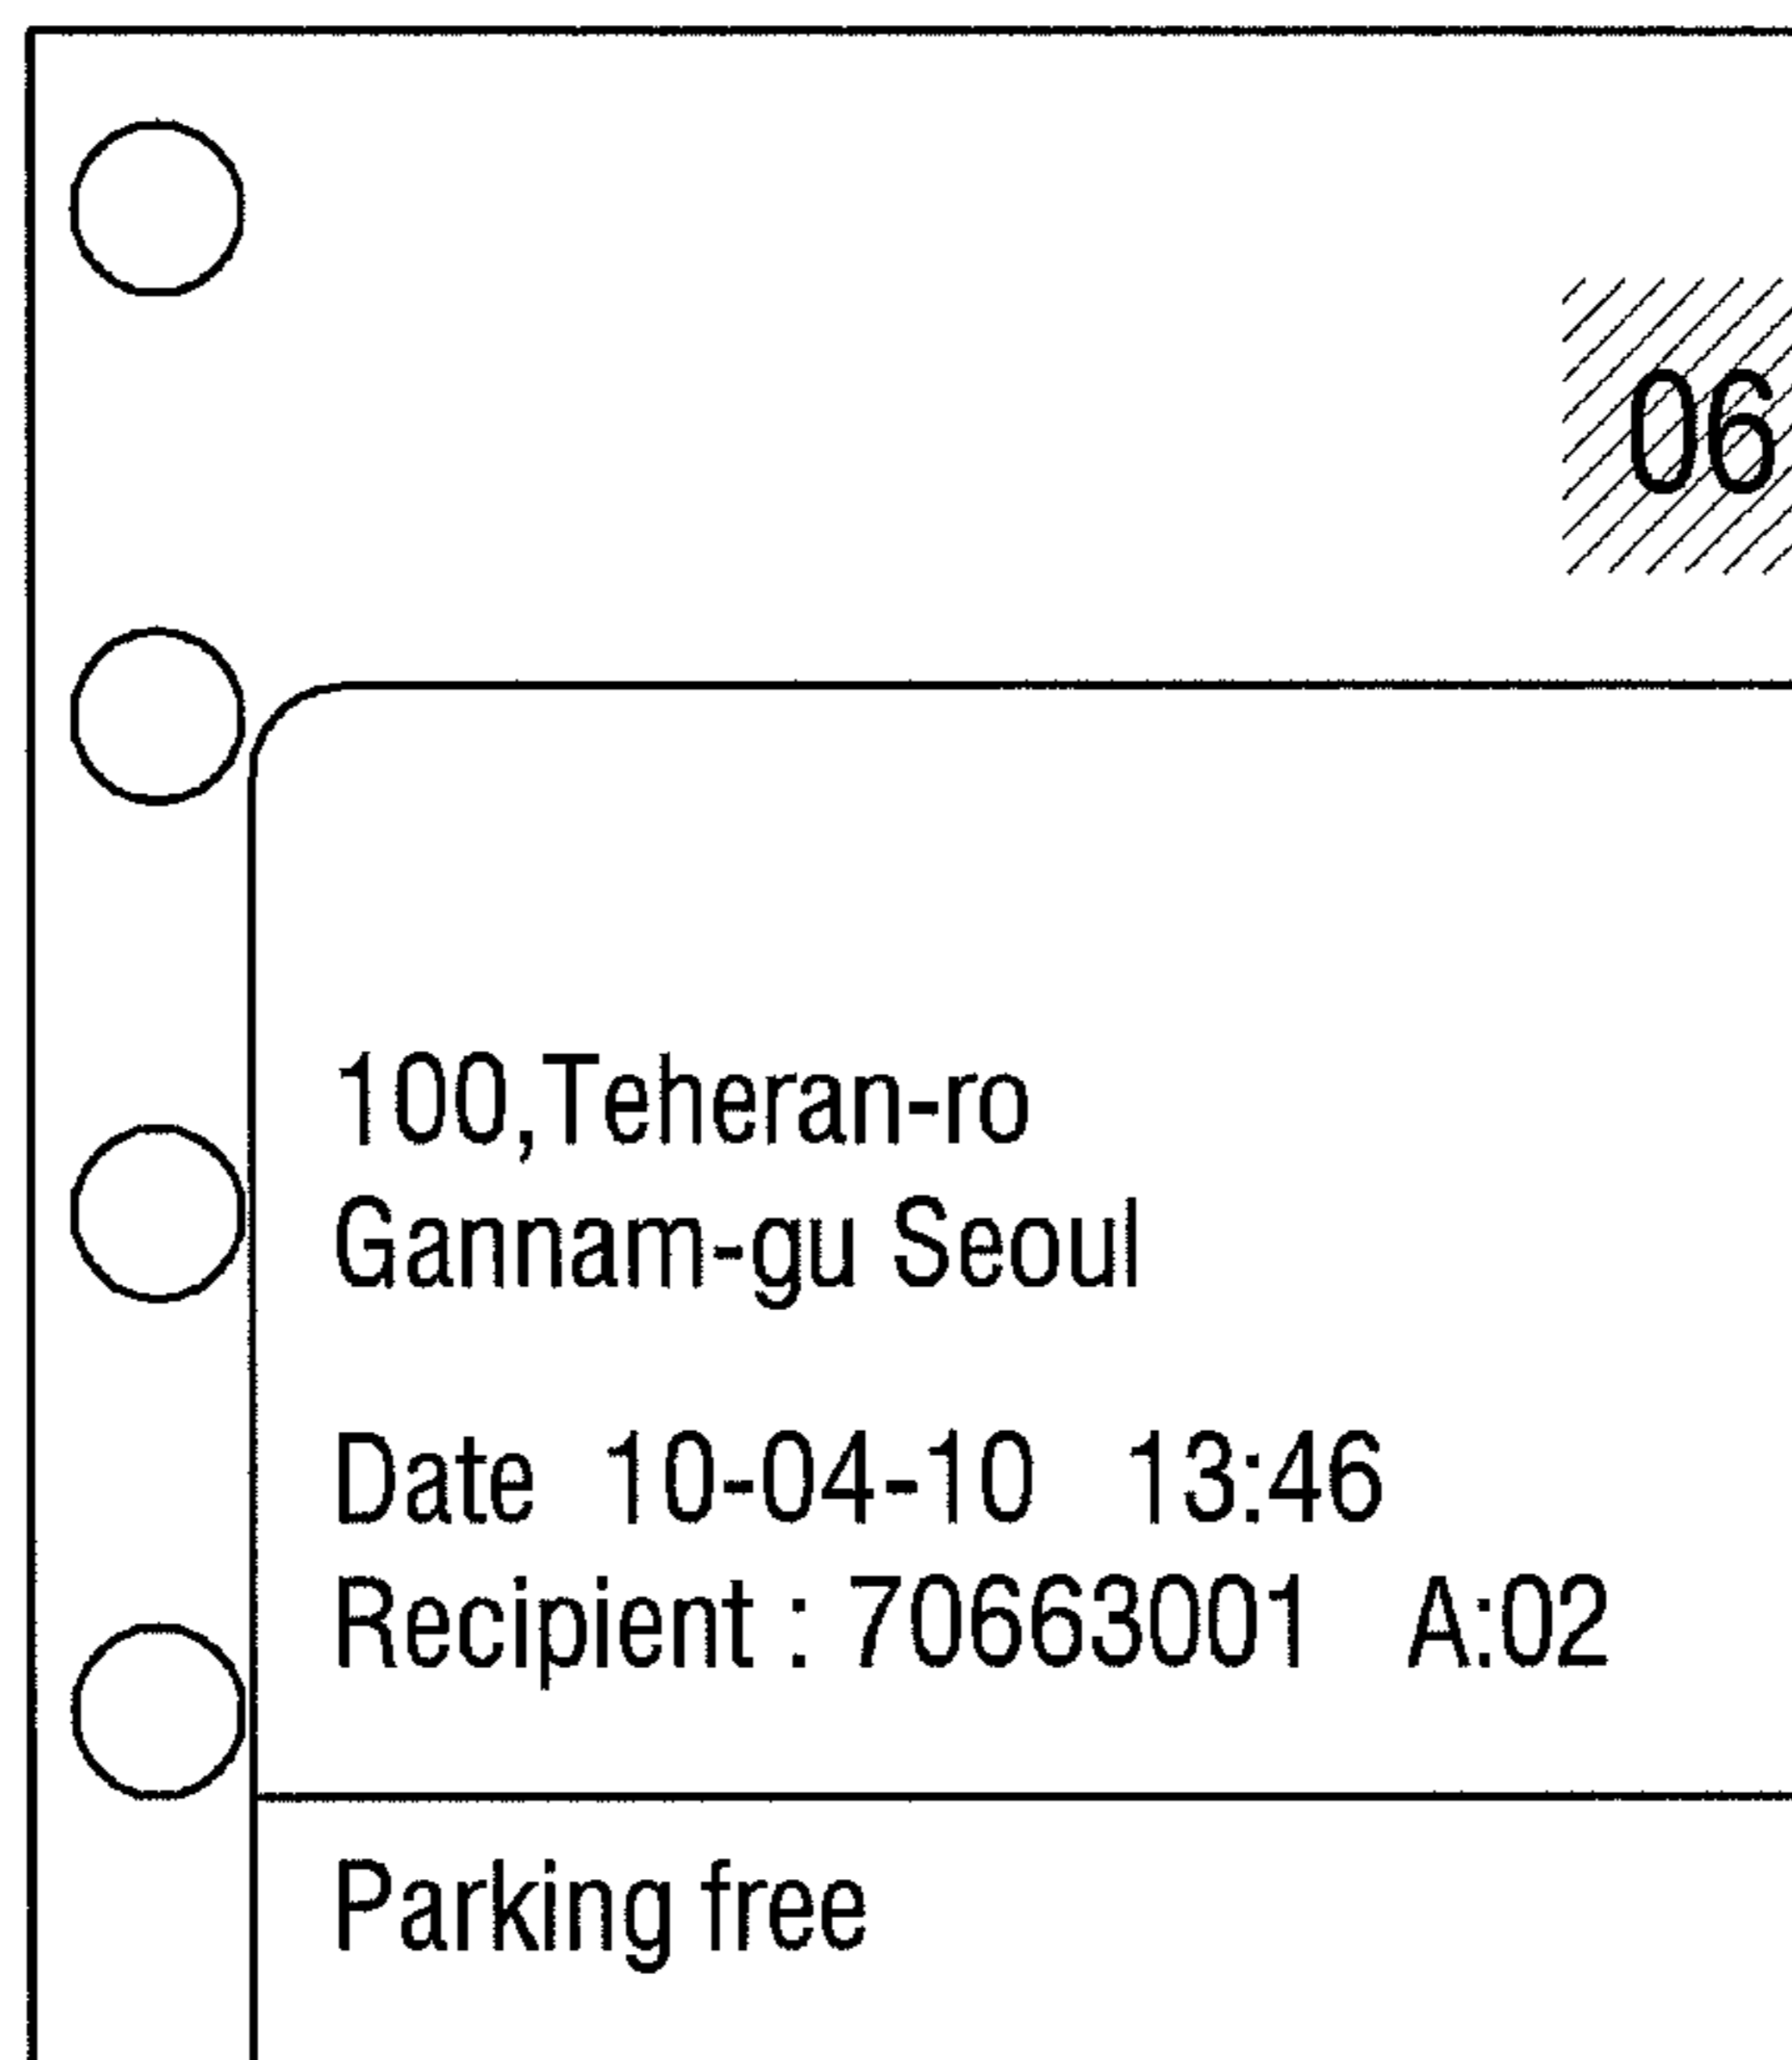 06
100,Teheran-ro
Gannam-gu Seoul
Date 10-04-10 13:46
Recipient : 70663001 A:02
Parking free